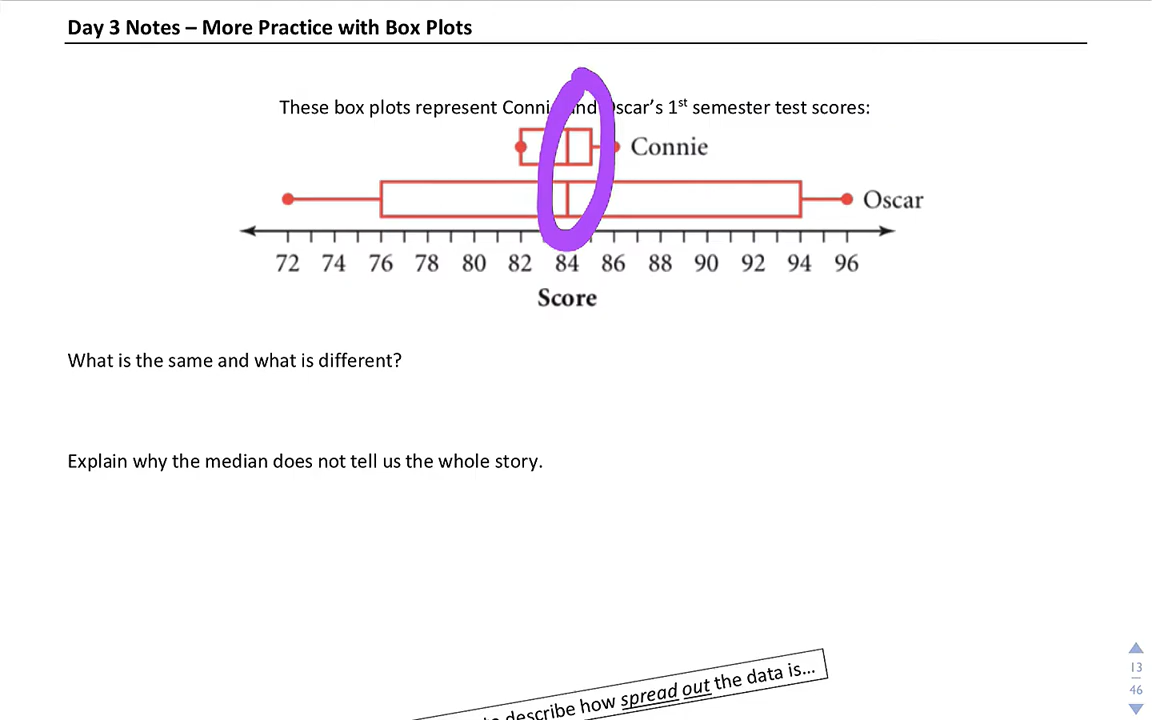 Day 3 Notes – More Practice with Box Plots
These box plots represent Scar's 1st semester test scores:
Connie
Oscar
72 74 76 78 80 82 84 86 88 90 92 94 96
Score
What is the same and what is different?
Explain why the median does not tell us the whole story.
describe how spread out the data is...
13
46